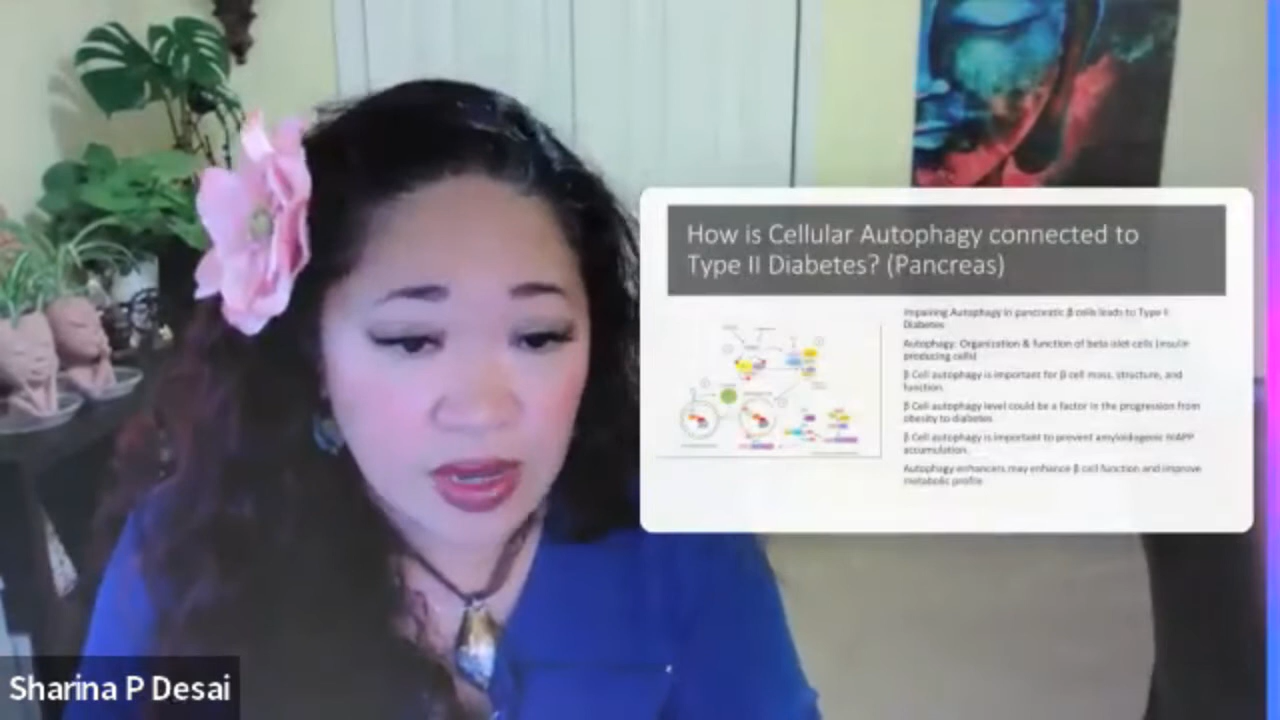 How is Cellular Autophagy connected to
Type II Diabetes? (Pancreas)
Impairing Autophagy in pancreatic β cells leads to Type II
Diabetes
Autophagy: Organization & function of beta islet cells (insulin
producing cells)
β Cell autophagy is important for β cell mass, structure, and
function.
β Cell autophagy level could be a factor in the progression from
obesity to diabetes
β Cell autophagy is important to prevent amyloidogenic hIAPP
accumulation.
Autophagy enhancers may enhance β cell function and improve
metabolic profile
Sharina P Desai